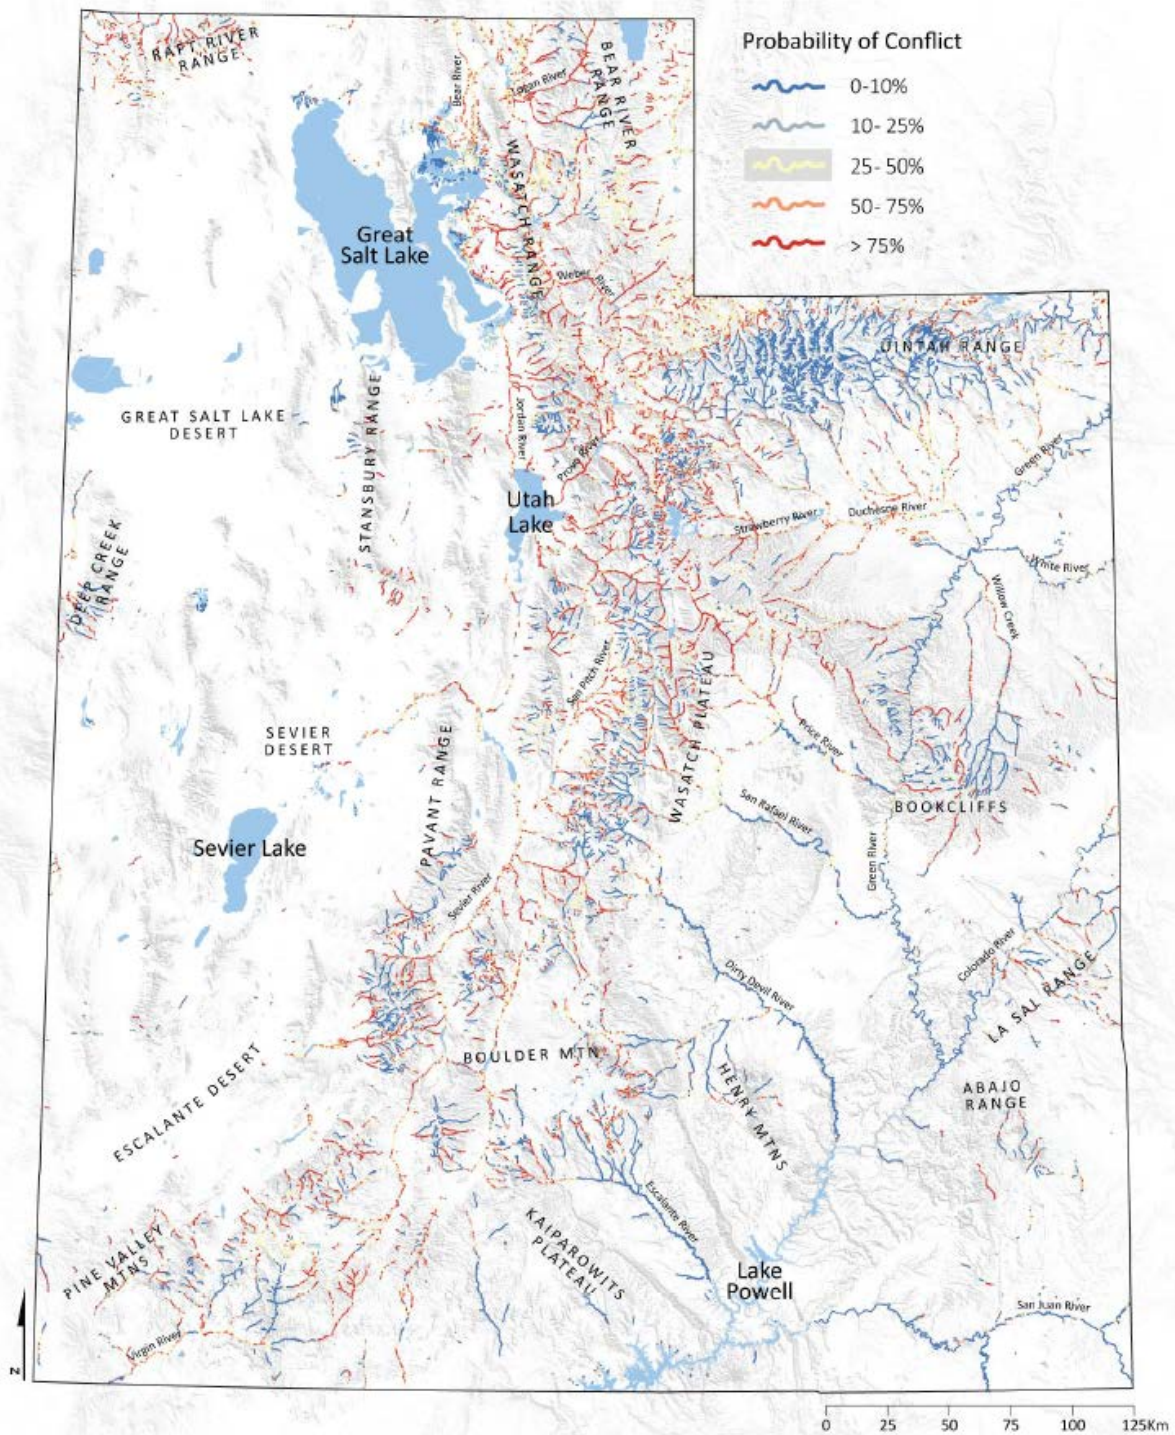 Probability of Conflict
0-10%
10- 25%
25- 50%
50- 75%
> 75%
RAFT RIVER
RANGE
Bear River
Logan River
BEAR RIVER
RANGE
WASATCH RANGE
Great
Salt Lake
Weber River
UINTAH RANGE
GREAT SALT LAKE
DESERT
STANSBURY RANGE
Jordan River
Provo River
Utah
Lake
Green River
Strawberry River
Duchesne River
White River
Willow Creek
DEEP CREEK
RANGE
San Pitch River
WASATCH PLATEAU
SEVIER
DESERT
PAVANT RANGE
Price River
San Rafael River
BOOKCLIFFS
Sevier Lake
Green River
Sevier River
Colorado River
Dirty Devil River
LA SAL RANGE
BOULDER MTN
HENRY MTNS
ABAJO
RANGE
ESCALANTE DESERT
Escalante River
KAIPAROWITS
PLATEAU
PINE VALLEY
MTNS
Lake
Powell
San Juan River
Virgin River
N
0 25 50 75 100 125Km